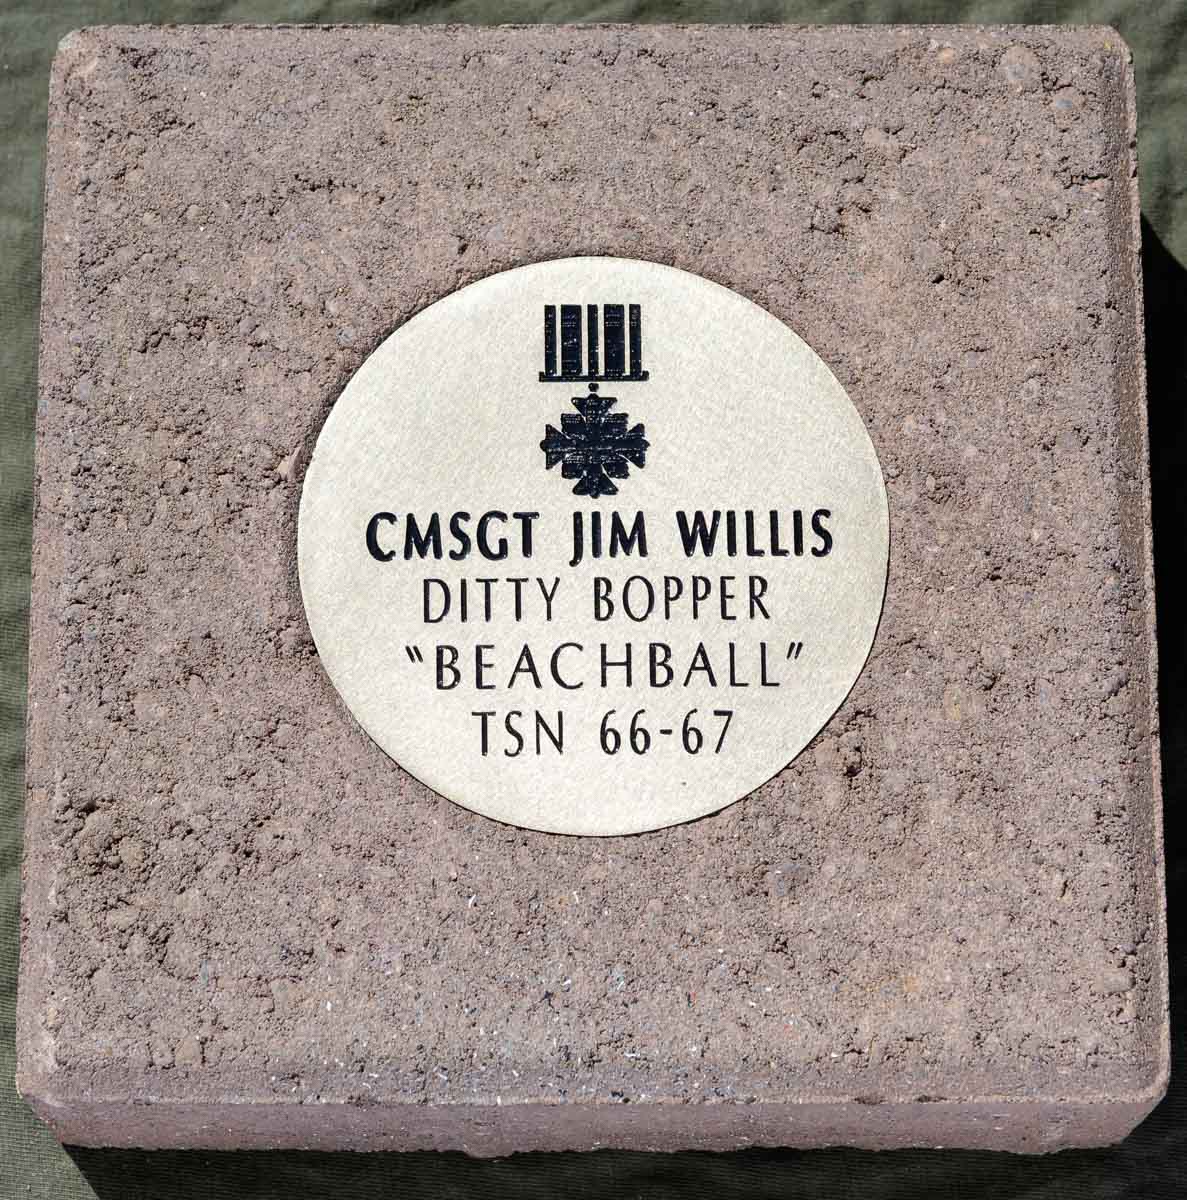 CMSGT JIM WILLIS
DITTY BOPPER
"BEACHBALL"
TSN 66-67